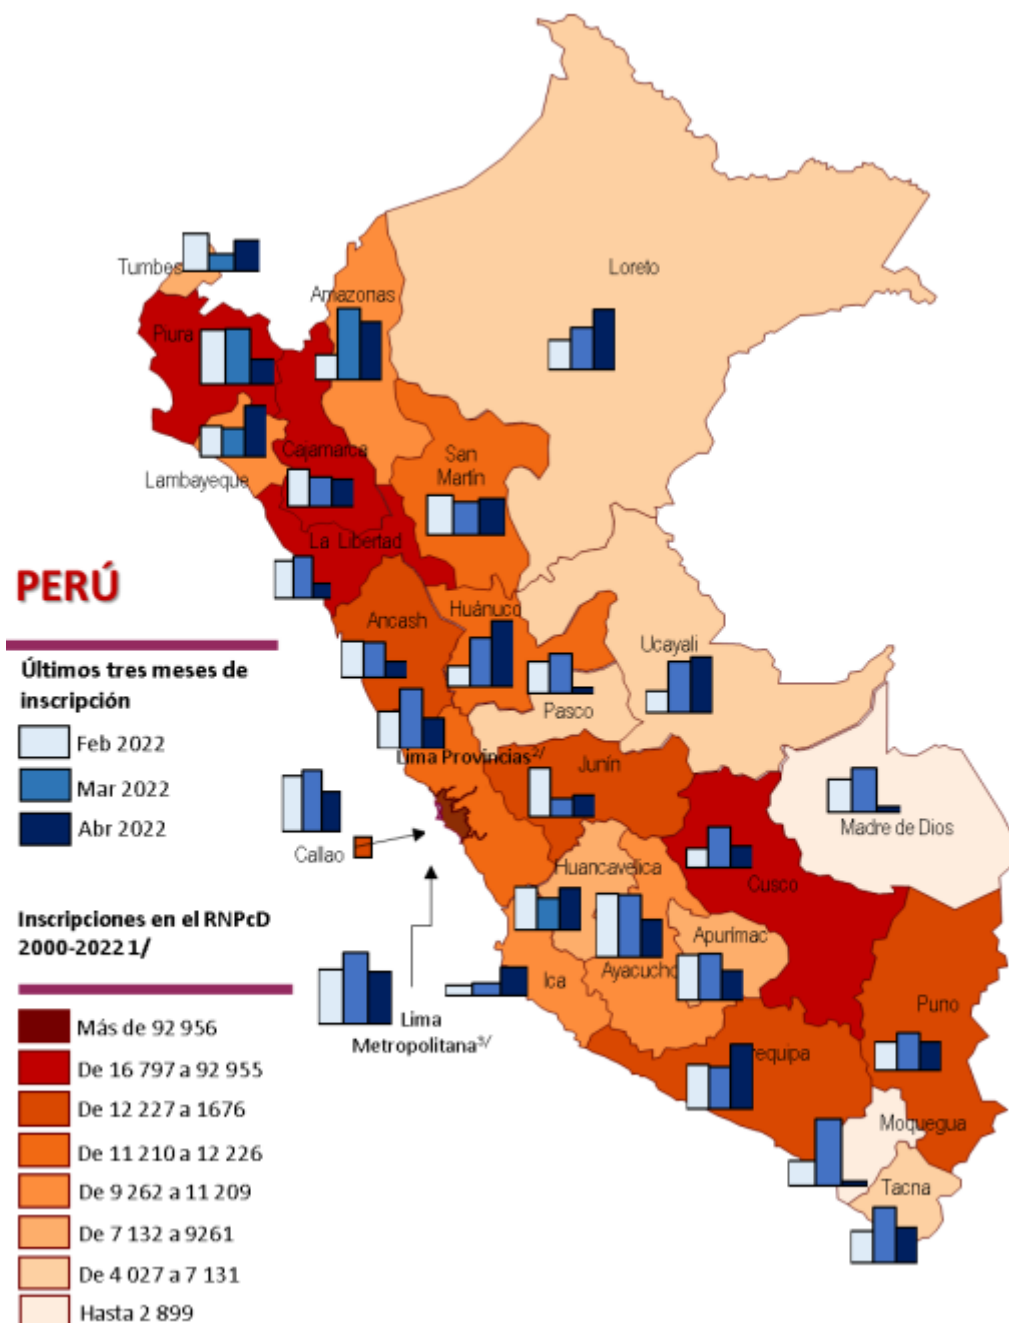 Tumbes
Loreto
Amazonas
Piura
San
Martín
Cajamarca
Lambayeque
La Libertad
PERÚ
Huánuco
Ancash
Ucayali
Últimos tres meses de
inscripción
Pasco
Feb 2022
Lima Provincias²/
Junín
Mar 2022
Abr 2022
Madre de Dios
Callao
Huancavelica
Cusco
Inscripciones en el RNPcD
2000-2022 1/
Apurímac
Ayacucho
Ica
Puno
Lima
Metropolitana³/
Más de 92 956
De 16 797 a 92 955
requipa
De 12 227 a 1676
Moquegua
De 11 210 a 12 226
De 9 262 a 11 209
Tacna
De 7 132 a 9261
De 4 027 a 7 131
Hasta 2 899